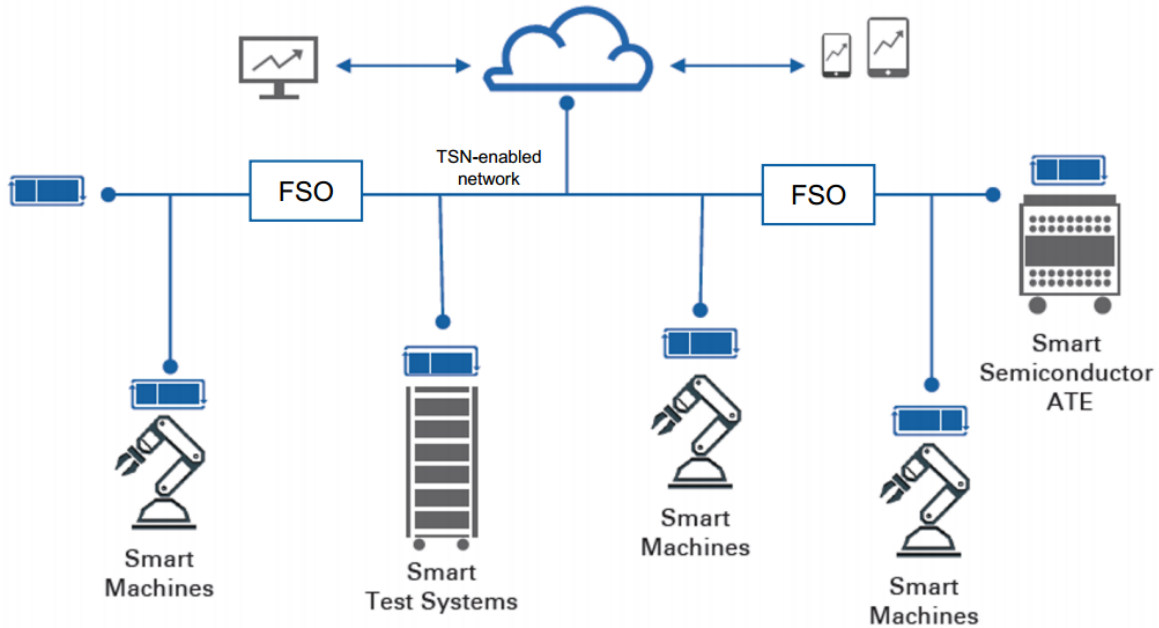 TSN-enabled
network
FSO
FSO
Smart
Semiconductor
ATE
Smart
Machines
Smart
Test Systems
Smart
Machines
Smart
Machines